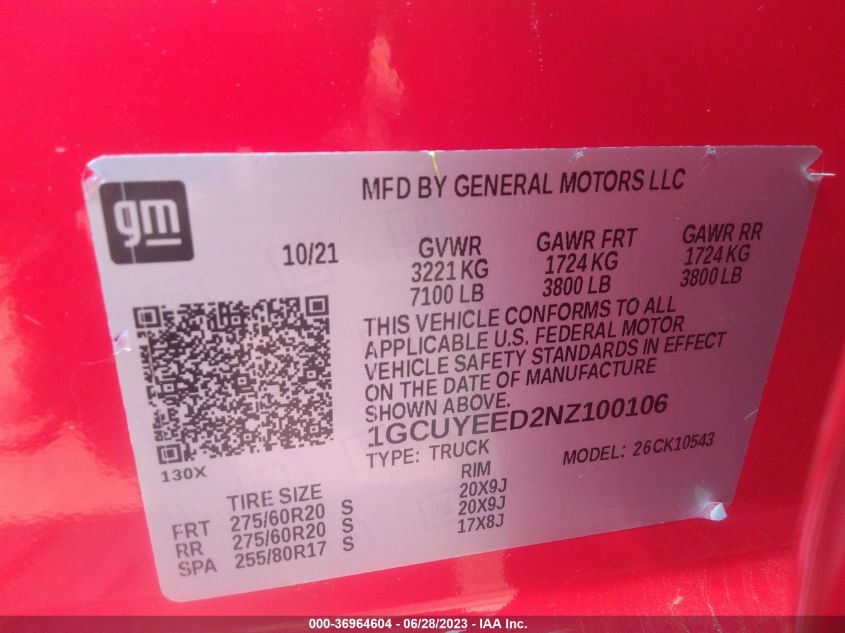 MFD BY GENERAL MOTORS LLC
gm
10/21
GVWR GAWR FRT GAWR RR
3221 KG 1724 KG 1724 KG
7100 LB 3800 LB 3800 LB
THIS VEHICLE CONFORMS TO ALL
APPLICABLE U.S. FEDERAL MOTOR
VEHICLE SAFETY STANDARDS IN EFFECT
ON THE DATE OF MANUFACTURE
SHOWN ABOVE.
1GCUYEED2NZ100106
TYPE: TRUCK MODEL: 26CK10543
130X
TIRE SIZE RIM
FRT 275/60R20 S 20X9J
RR 275/60R20 S 20X9J
SPA 255/80R17 S 17X8J
000-36964604 / 06/28/2023 - IAA Inc.